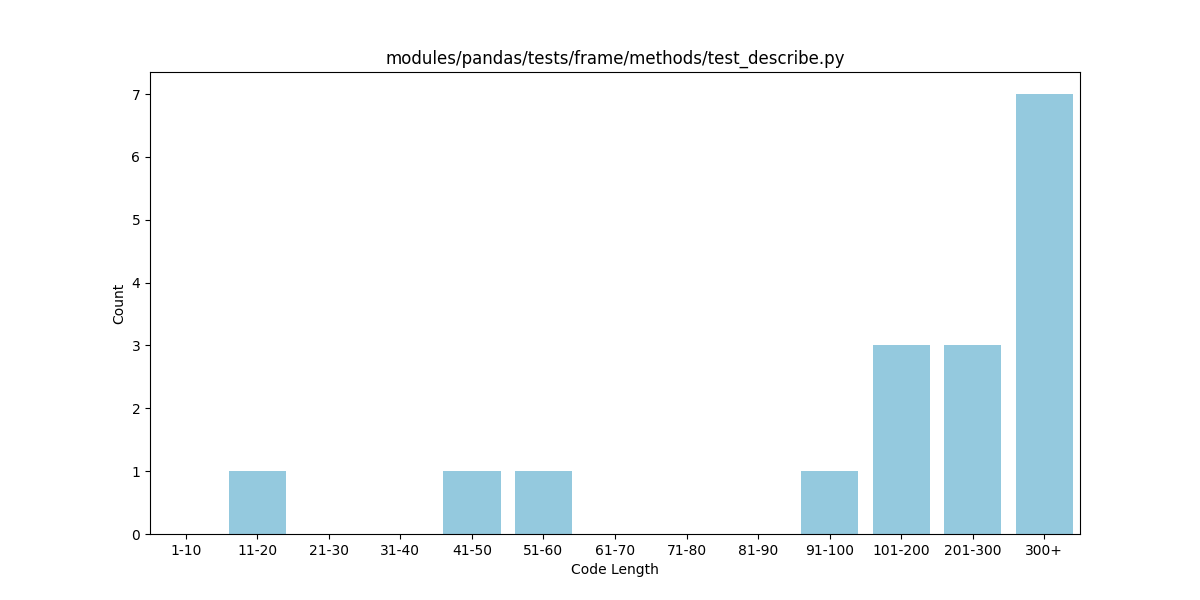 modules/pandas/tests/frame/methods/test_describe.py
Count
7
6
5
4
3
2
1
0
1-10 11-20 21-30 31-40 41-50 51-60 61-70 71-80 81-90 91-100 101-200 201-300 300+
Code Length